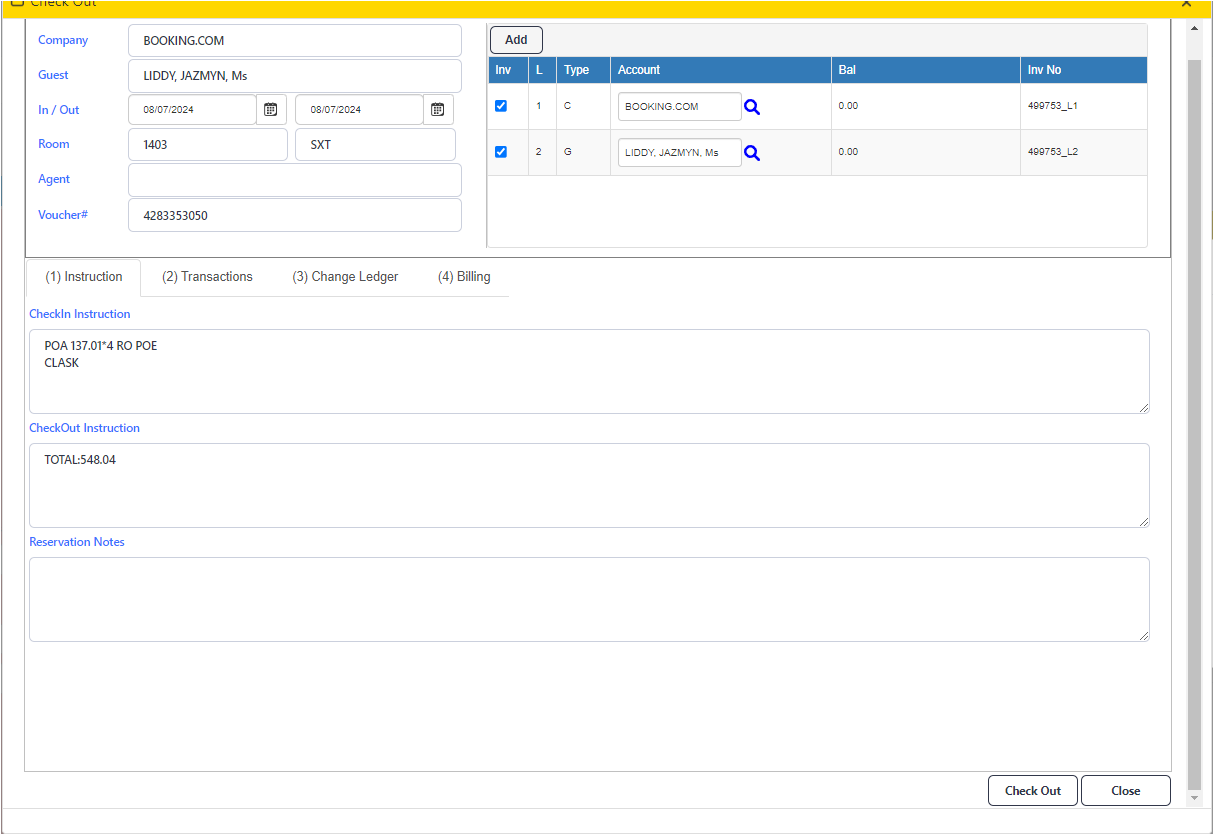 Check Out
Company BOOKING.COM
Guest LIDDY, JAZMYN, Ms
In / Out 08/07/2024 08/07/2024
Room 1403 SXT
Agent
Voucher# 4283353050
Add
Inv L Type Account Bal Inv No
1 C BOOKING.COM 0.00 499753_L1
2 G LIDDY, JAZMYN, Ms 0.00 499753_L2
(1) Instruction (2) Transactions (3) Change Ledger (4) Billing
CheckIn Instruction
POA 137.01*4 RO POE
CLASK
CheckOut Instruction
TOTAL:548.04
Reservation Notes
Check Out Close